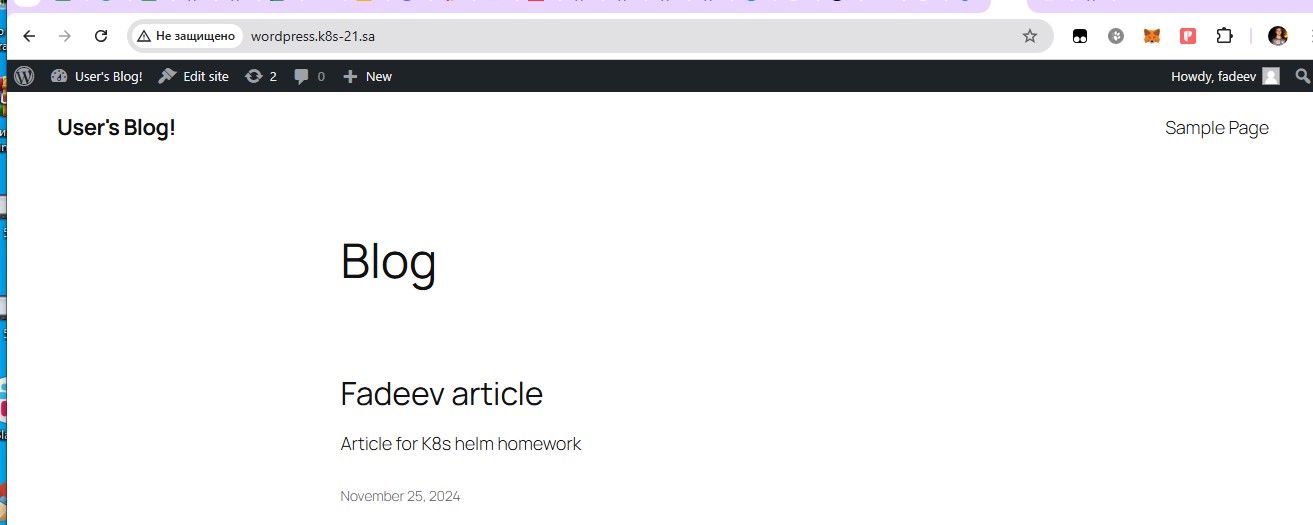 Не защищено wordpress.k8s-21.sa
User's Blog! Edit site 2 0 New Howdy, fadeev
User's Blog! Sample Page
Blog
Fadeev article
Article for K8s helm homework
November 25, 2024